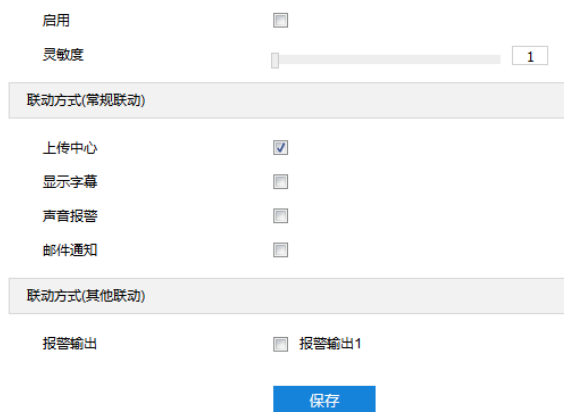 启用
灵敏度 1
联动方式(常规联动)
上传中心
显示字幕
声音报警
邮件通知
联动方式(其他联动)
报警输出 报警输出1
保存